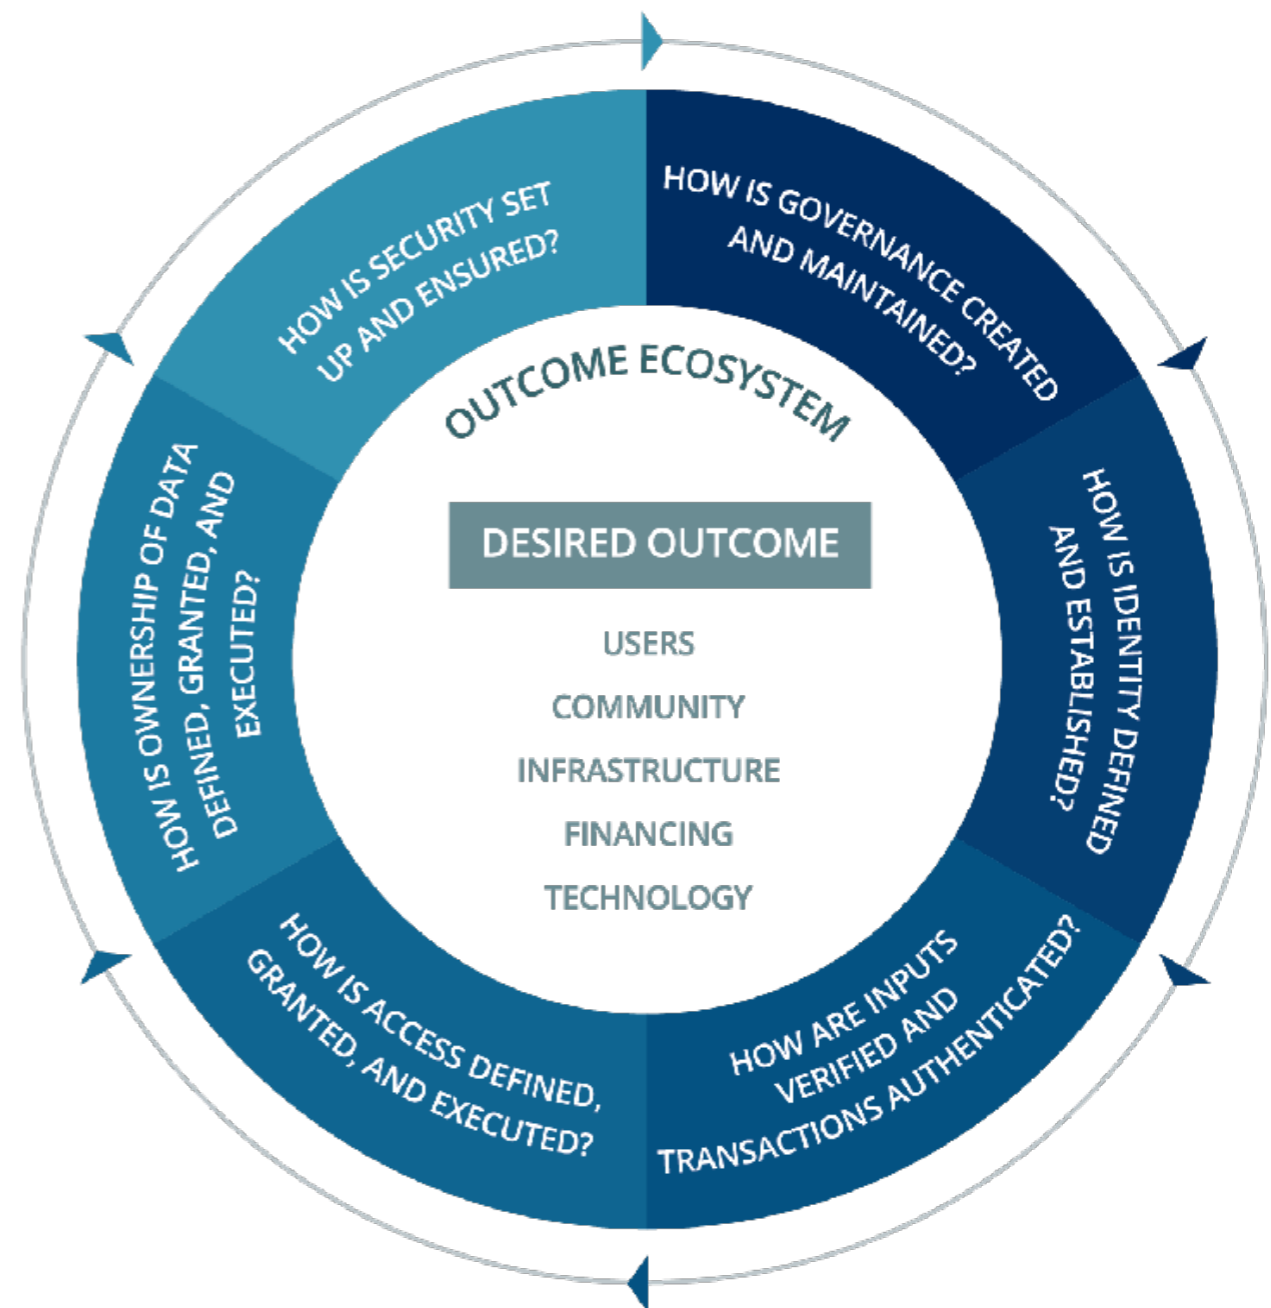 HOW IS GOVERNANCE CREATED
AND MAINTAINED?
HOW IS IDENTITY DEFINED
AND ESTABLISHED?
HOW ARE INPUTS
VERIFIED AND
TRANSACTIONS AUTHENTICATED?
HOW IS ACCESS DEFINED,
GRANTED, AND EXECUTED?
HOW IS OWNERSHIP OF DATA
DEFINED, GRANTED, AND
EXECUTED?
HOW IS SECURITY SET
UP AND ENSURED?
OUTCOME ECOSYSTEM
DESIRED OUTCOME
USERS
COMMUNITY
INFRASTRUCTURE
FINANCING
TECHNOLOGY